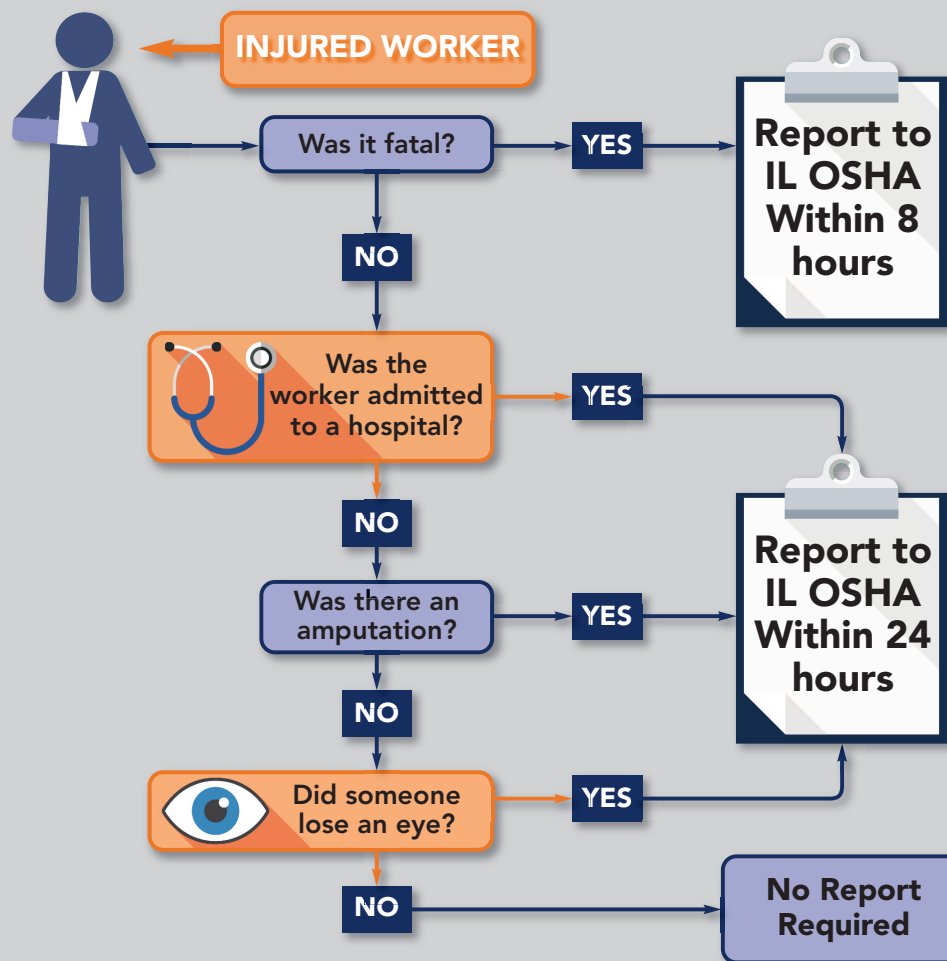 INJURED WORKER
Was it fatal?
YES
Report to
IL OSHA
Within 8
hours
NO
Was the
worker admitted
to a hospital?
YES
NO
Report to
IL OSHA
Within 24
hours
Was there an
amputation?
YES
NO
Did someone
lose an eye?
YES
NO
No Report
Required